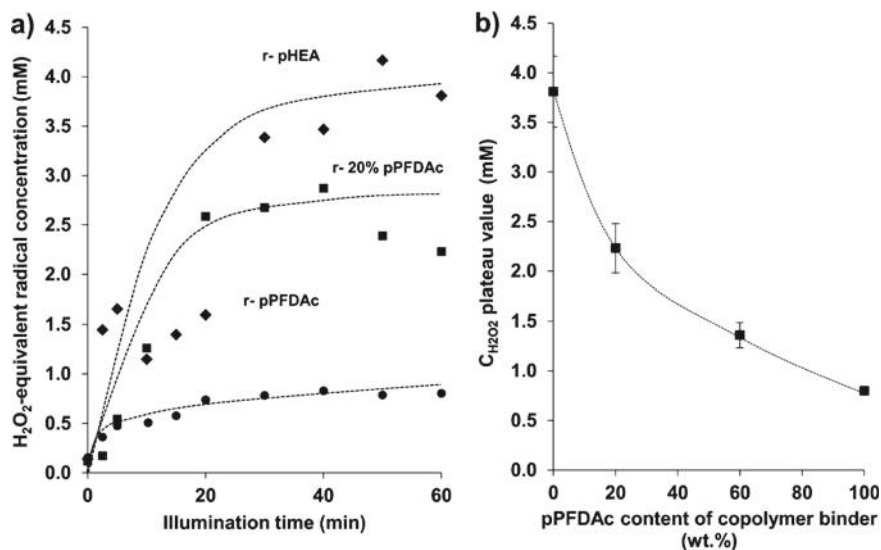 a)
H₂O₂-equivalent radical concentration (mM)
4.5
4.0
3.5
3.0
2.5
2.0
1.5
1.0
0.5
0.0
r- pHEA
r- 20% pPFDAc
r- pPFDAc
0 20 40 60
Illumination time (min)
b)
C_H2O2 plateau value (mM)
4.5
4.0
3.5
3.0
2.5
2.0
1.5
1.0
0.5
0.0
0 20 40 60 80 100
pPFDAc content of copolymer binder
(wt.%)